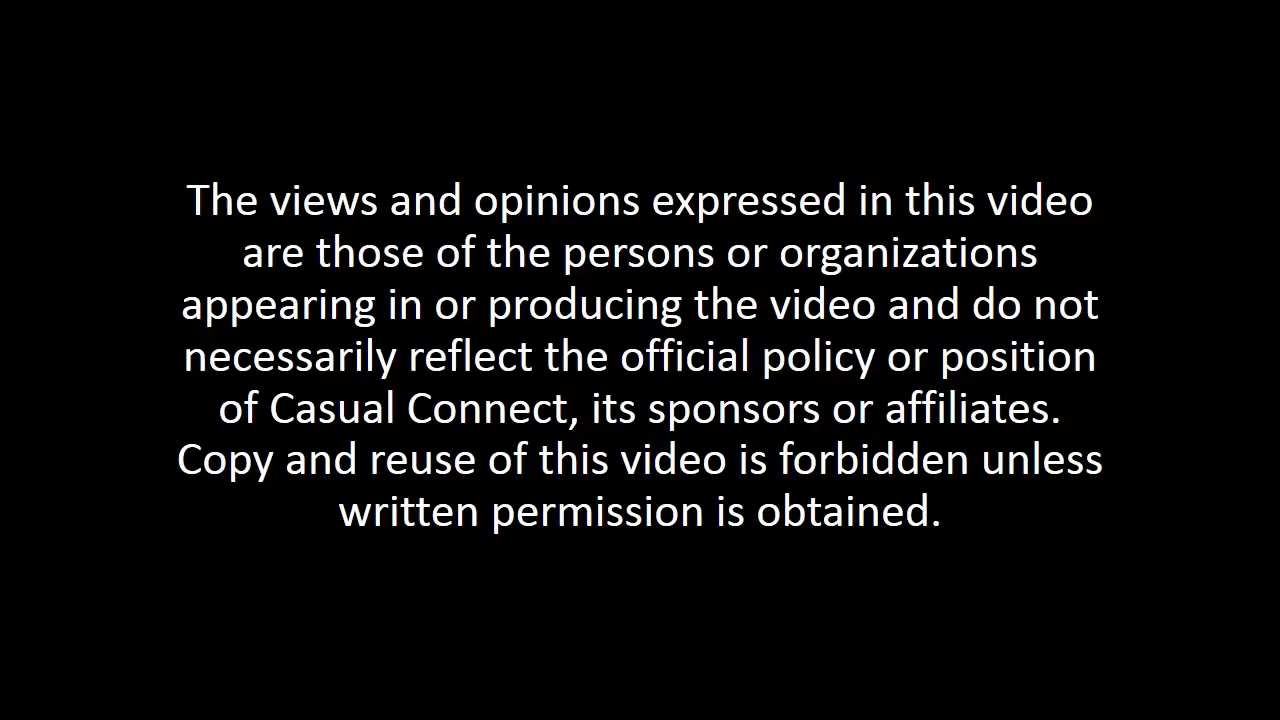 The views and opinions expressed in this video
are those of the persons or organizations
appearing in or producing the video and do not
necessarily reflect the official policy or position
of Casual Connect, its sponsors or affiliates.
Copy and reuse of this video is forbidden unless
written permission is obtained.